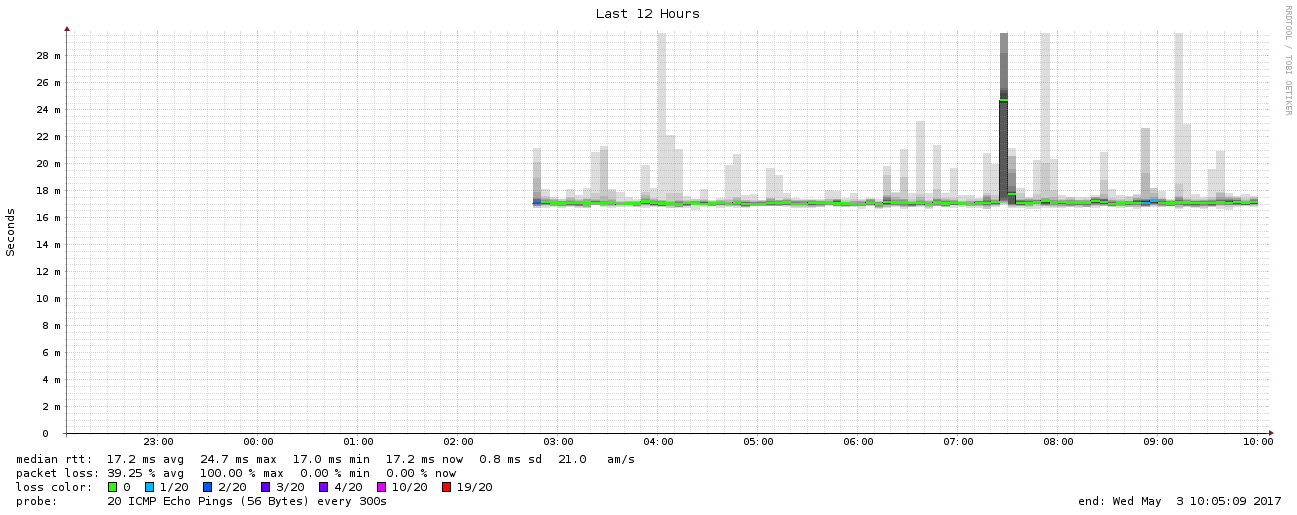 Last 12 Hours
RRDTOOL / TOBI OETIKER
Seconds
28 m
26 m
24 m
22 m
20 m
18 m
16 m
14 m
12 m
10 m
8 m
6 m
4 m
2 m
0
23:00 00:00 01:00 02:00 03:00 04:00 05:00 06:00 07:00 08:00 09:00 10:00
median rtt: 17.2 ms avg 24.7 ms max 17.0 ms min 17.2 ms now 0.8 ms sd 21.0 am/s
packet loss: 39.25 % avg 100.00 % max 0.00 % min 0.00 % now
loss color: 0 1/20 2/20 3/20 4/20 10/20 19/20
probe: 20 ICMP Echo Pings (56 Bytes) every 300s end: Wed May 3 10:05:09 2017